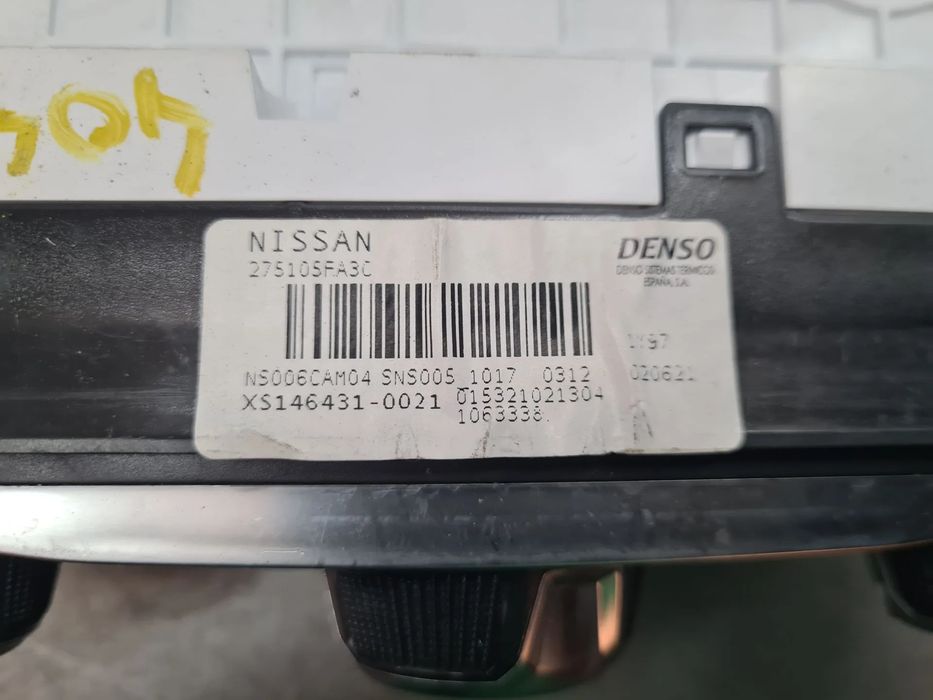 404
NISSAN
275105FA3C
DENSO
DENSO SISTEMAS TERMICOS
ESPAÑA, S.A.
1Y97
NS006CAM04 SNS005 1017 0312 020621
XS146431-0021 015321021304
1063338.